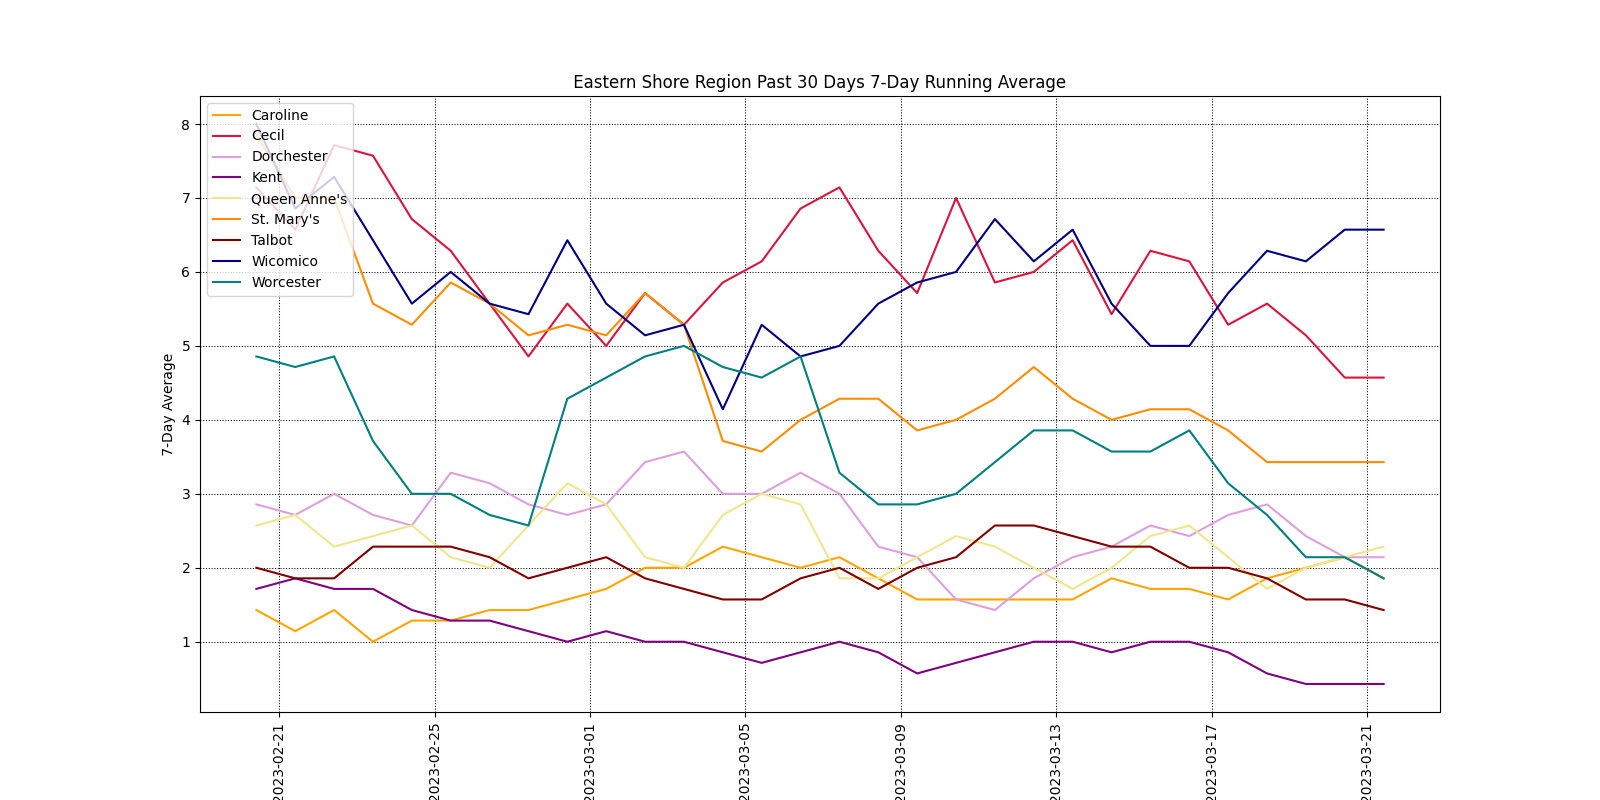 Eastern Shore Region Past 30 Days 7-Day Running Average
Caroline
Cecil
Dorchester
Kent
Queen Anne's
St. Mary's
Talbot
Wicomico
Worcester
8
7
6
5
4
3
2
1
7-Day Average
2023-02-21
2023-02-25
2023-03-01
2023-03-05
2023-03-09
2023-03-13
2023-03-17
2023-03-21